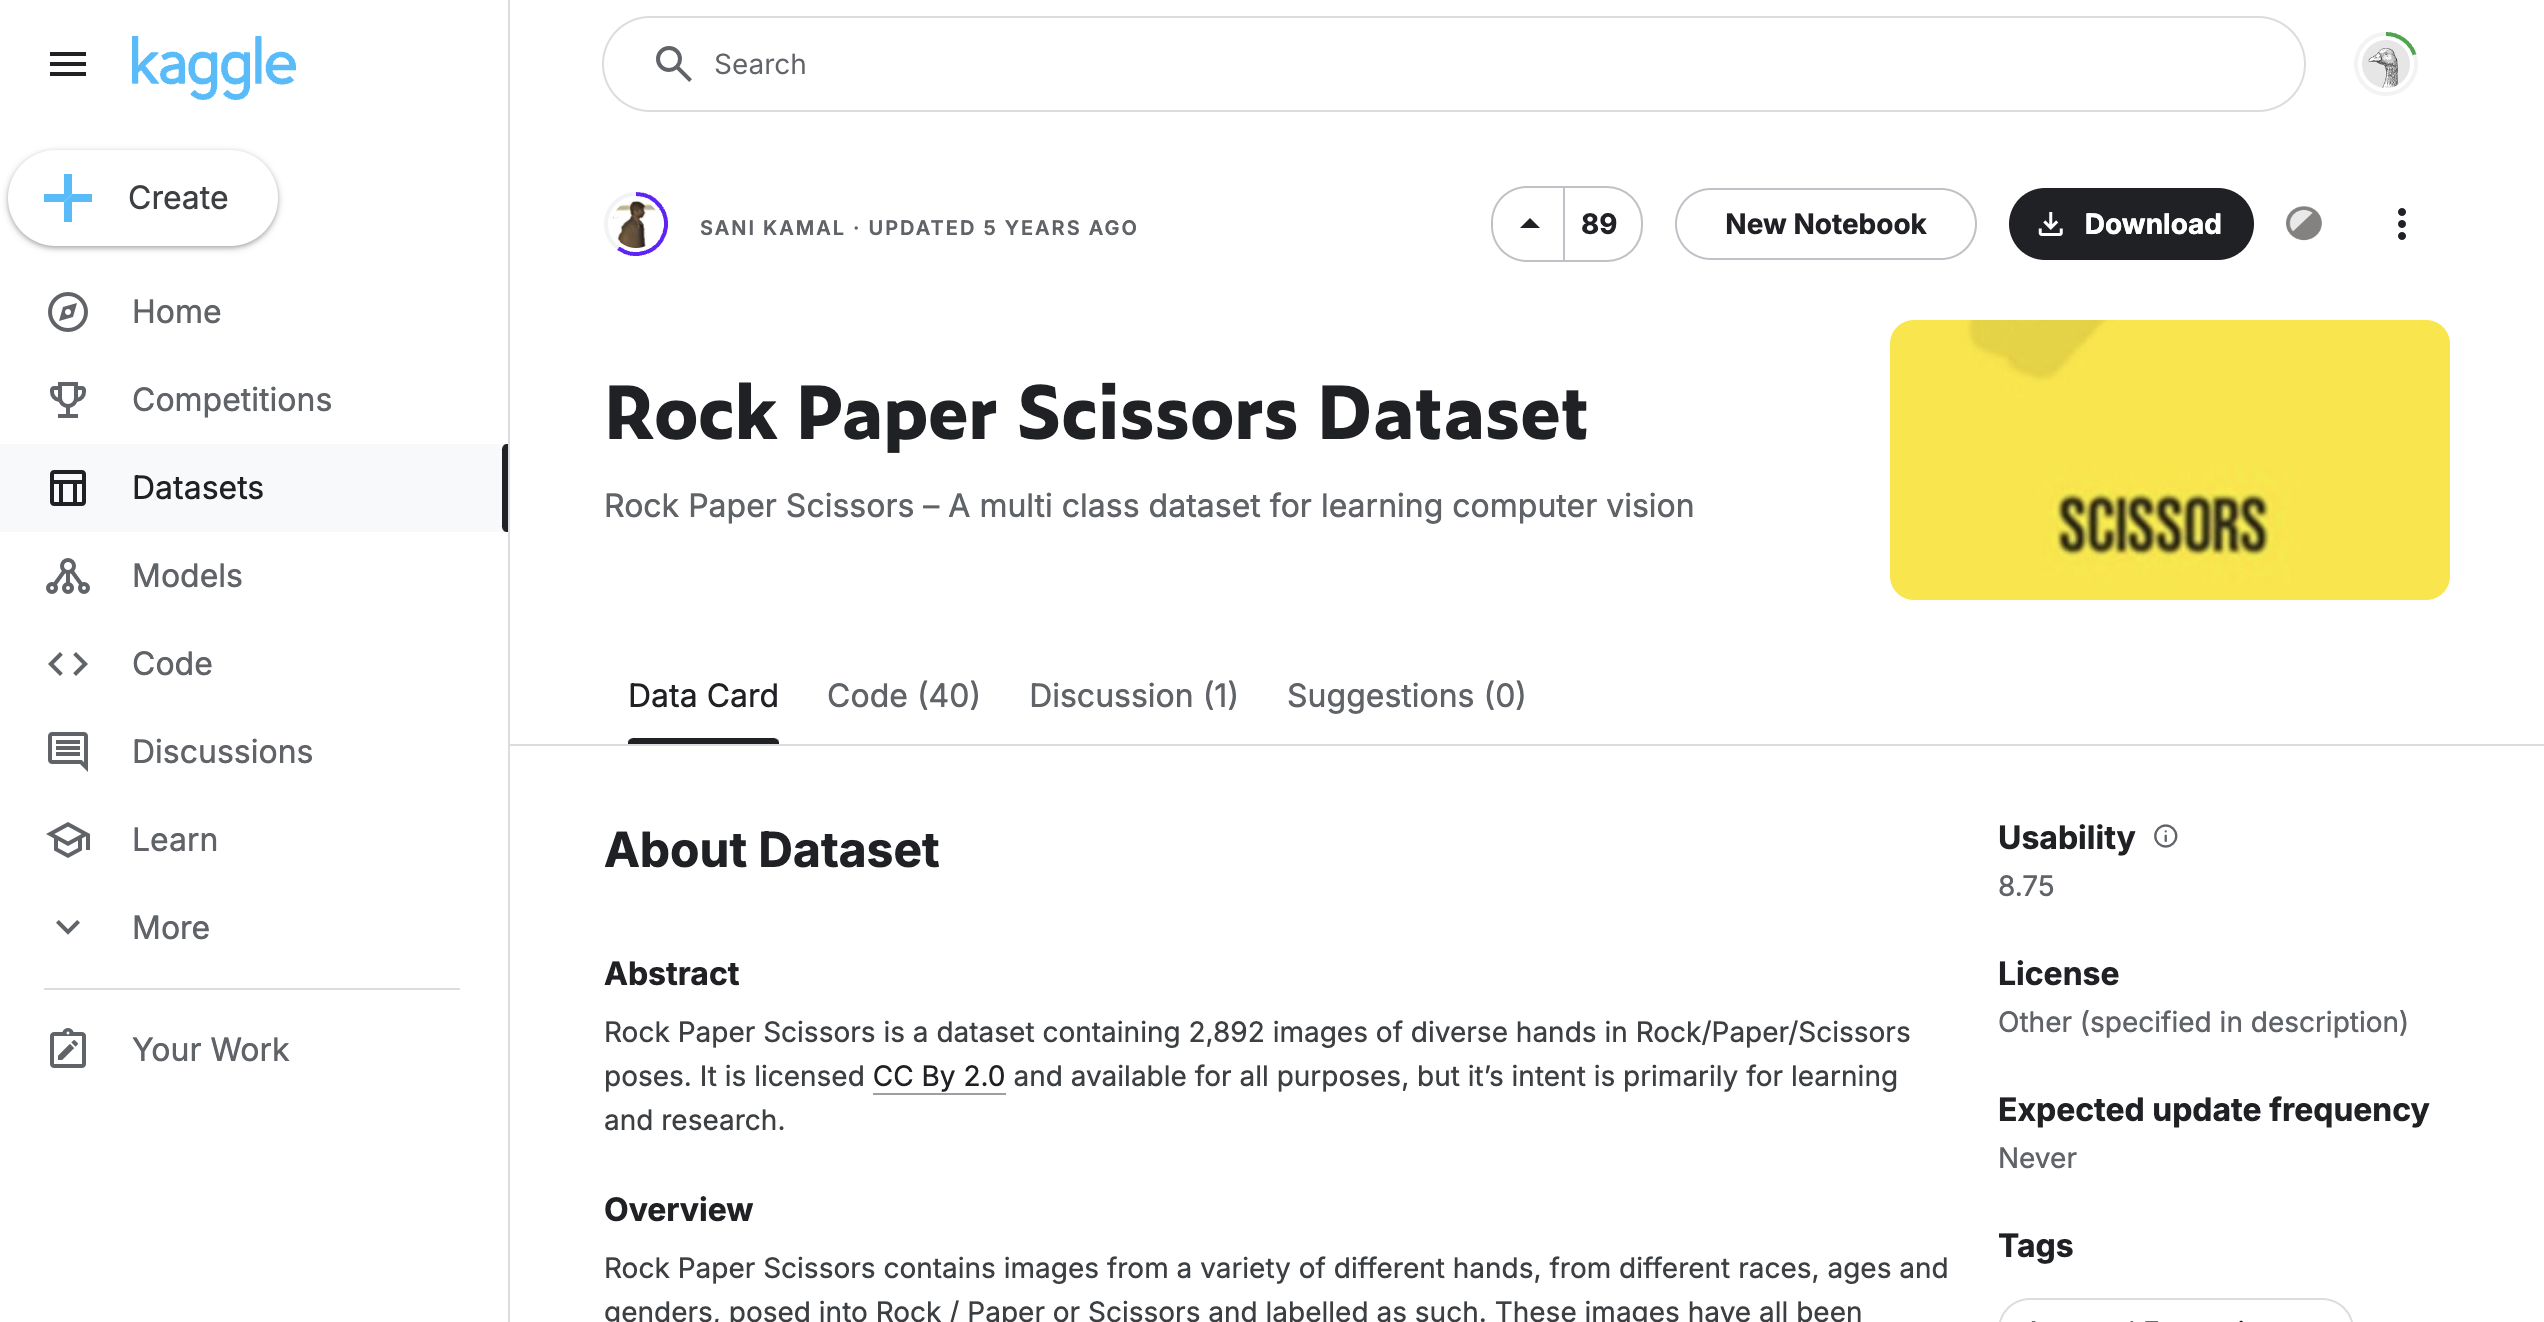 kaggle
Search
Create
Home
Competitions
Datasets
Models
Code
Discussions
Learn
More
Your Work
SANI KAMAL · UPDATED 5 YEARS AGO
89
New Notebook
Download
Rock Paper Scissors Dataset
Rock Paper Scissors – A multi class dataset for learning computer vision
SCISSORS
Data Card
Code (40)
Discussion (1)
Suggestions (0)
About Dataset
Abstract
Rock Paper Scissors is a dataset containing 2,892 images of diverse hands in Rock/Paper/Scissors
poses. It is licensed CC By 2.0 and available for all purposes, but it’s intent is primarily for learning
and research.
Overview
Rock Paper Scissors contains images from a variety of different hands, from different races, ages and
genders, posed into Rock / Paper or Scissors and labelled as such. These images have all been
Usability
8.75
License
Other (specified in description)
Expected update frequency
Never
Tags